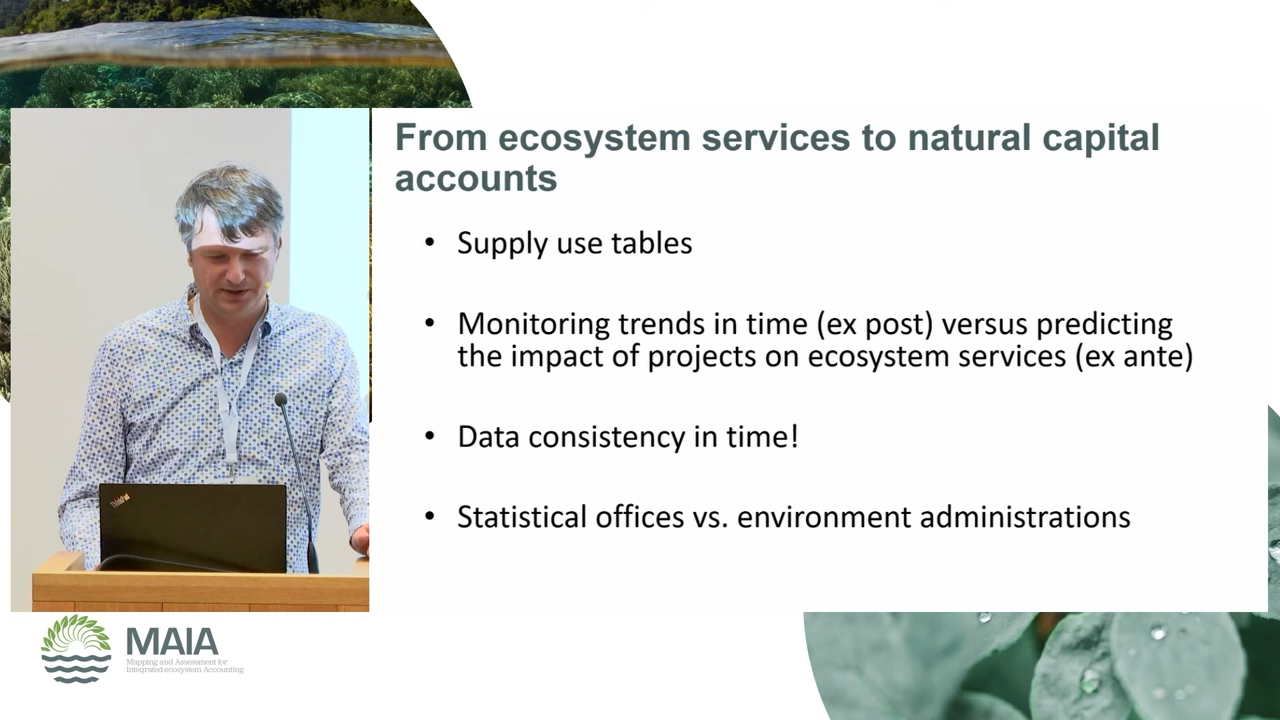 From ecosystem services to natural capital
accounts
• Supply use tables
• Monitoring trends in time (ex post) versus predicting
the impact of projects on ecosystem services (ex ante)
• Data consistency in time!
• Statistical offices vs. environment administrations
ThinkPad
MAIA
Mapping and Assessment for
Integrated ecosystem Accounting